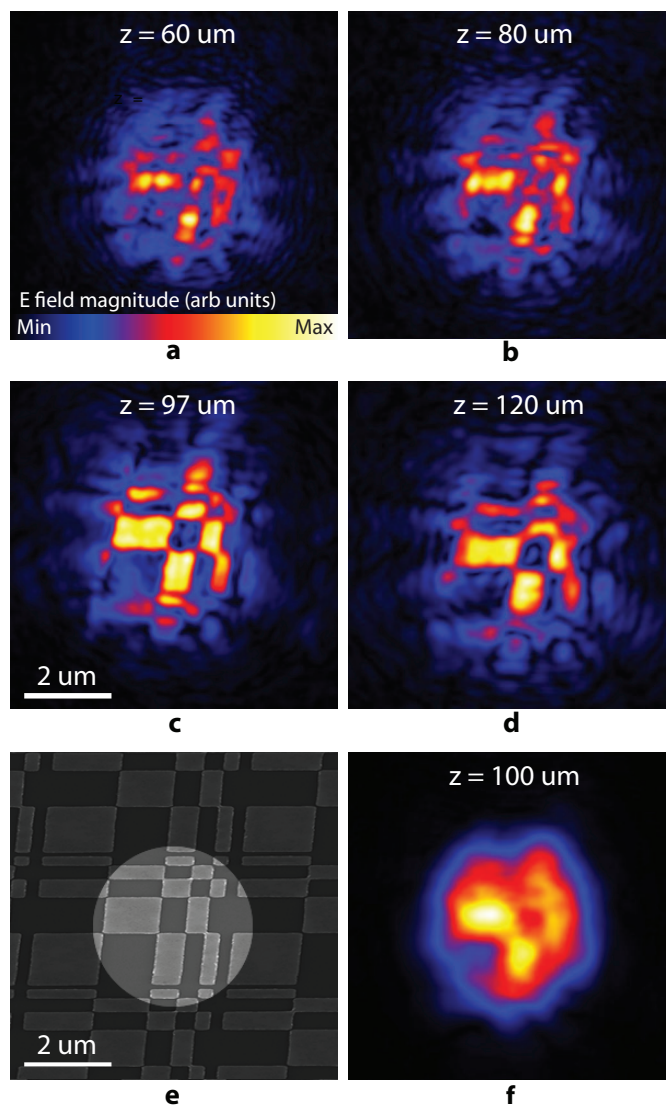 z = 60 um
z = 80 um
z =
E field magnitude (arb units)
Min
Max
a
b
z = 97 um
z = 120 um
2 um
c
d
z = 100 um
2 um
e
f